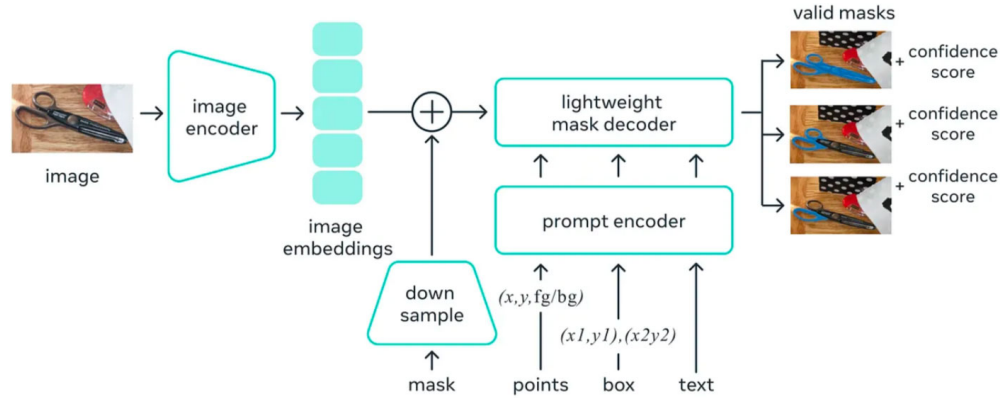 valid masks
image
encoder
image
image
embeddings
down
sample
mask
lightweight
mask decoder
prompt encoder
(x,y,fg/bg)
(x1,y1),(x2y2)
points
box
text
+ confidence
score
+ confidence
score
+ confidence
score